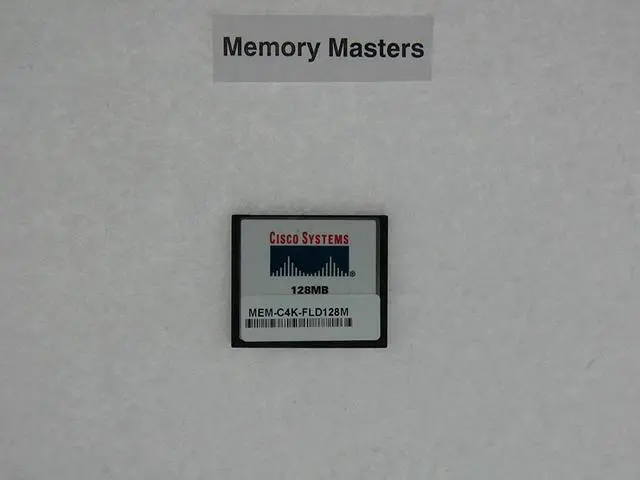 Memory Masters
CISCO SYSTEMS
®
128MB
MEM-C4K-FLD128M